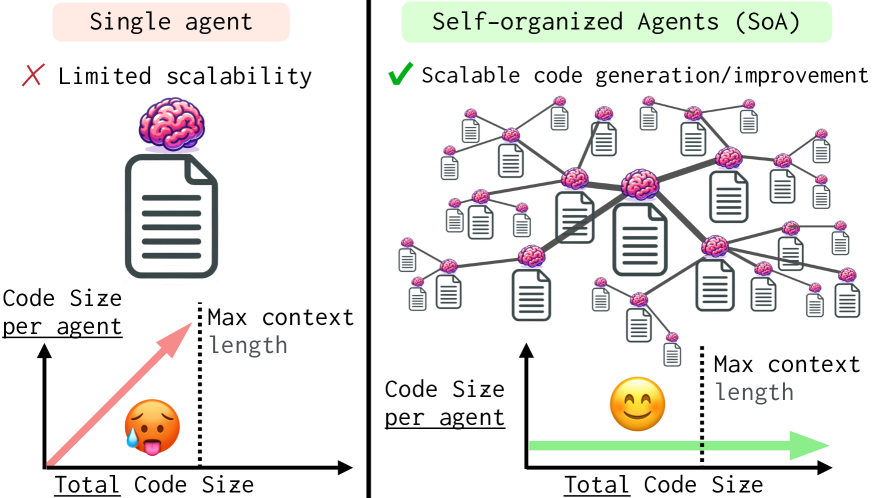 Single agent
✗ Limited scalability
Code Size
per agent
Max context
length
Total Code Size
Self-organized Agents (SoA)
✓ Scalable code generation/improvement
Code Size
per agent
Max context
length
Total Code Size